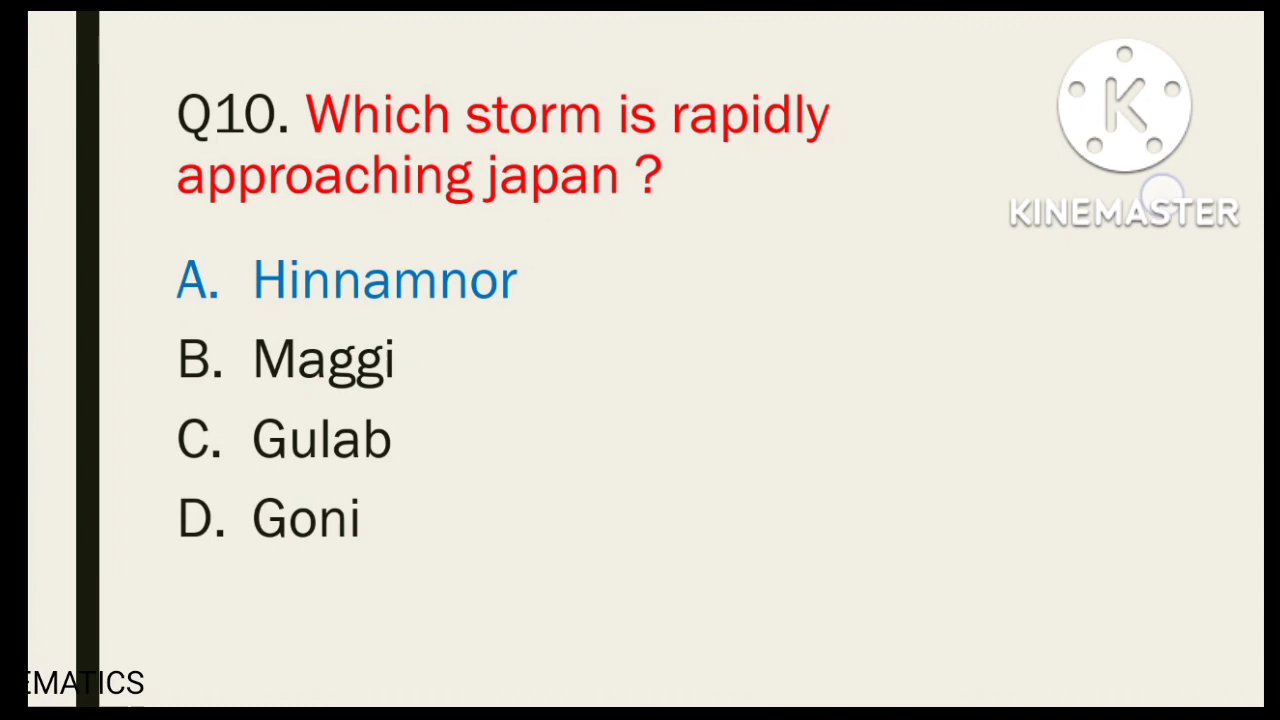 Q10. Which storm is rapidly
approaching japan ?
A. Hinnamnor
B. Maggi
C. Gulab
D. Goni
K
KINEMASTER
EMATICS